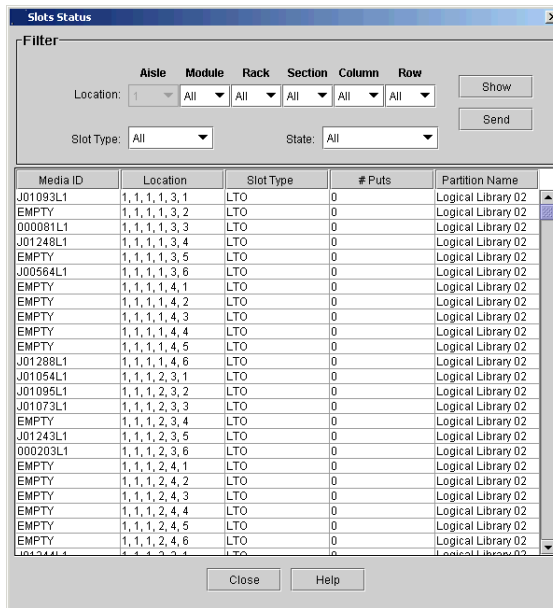 Slots Status
Filter
Aisle Module Rack Section Column Row
Location: 1 All All All All All
Show
Send
Slot Type: All State: All
Media ID Location Slot Type # Puts Partition Name
J01093L1 1, 1, 1, 1, 3, 1 LTO 0 Logical Library 02
EMPTY 1, 1, 1, 1, 3, 2 LTO 0 Logical Library 02
000081L1 1, 1, 1, 1, 3, 3 LTO 0 Logical Library 02
J01248L1 1, 1, 1, 1, 3, 4 LTO 0 Logical Library 02
EMPTY 1, 1, 1, 1, 3, 5 LTO 0 Logical Library 02
J00564L1 1, 1, 1, 1, 3, 6 LTO 0 Logical Library 02
EMPTY 1, 1, 1, 1, 4, 1 LTO 0 Logical Library 02
EMPTY 1, 1, 1, 1, 4, 2 LTO 0 Logical Library 02
EMPTY 1, 1, 1, 1, 4, 3 LTO 0 Logical Library 02
EMPTY 1, 1, 1, 1, 4, 4 LTO 0 Logical Library 02
EMPTY 1, 1, 1, 1, 4, 5 LTO 0 Logical Library 02
J01288L1 1, 1, 1, 1, 4, 6 LTO 0 Logical Library 02
J01054L1 1, 1, 1, 2, 3, 1 LTO 0 Logical Library 02
J01095L1 1, 1, 1, 2, 3, 2 LTO 0 Logical Library 02
J01073L1 1, 1, 1, 2, 3, 3 LTO 0 Logical Library 02
EMPTY 1, 1, 1, 2, 3, 4 LTO 0 Logical Library 02
J01243L1 1, 1, 1, 2, 3, 5 LTO 0 Logical Library 02
000203L1 1, 1, 1, 2, 3, 6 LTO 0 Logical Library 02
EMPTY 1, 1, 1, 2, 4, 1 LTO 0 Logical Library 02
EMPTY 1, 1, 1, 2, 4, 2 LTO 0 Logical Library 02
EMPTY 1, 1, 1, 2, 4, 3 LTO 0 Logical Library 02
EMPTY 1, 1, 1, 2, 4, 4 LTO 0 Logical Library 02
EMPTY 1, 1, 1, 2, 4, 5 LTO 0 Logical Library 02
EMPTY 1, 1, 1, 2, 4, 6 LTO 0 Logical Library 02
LTO 0 Logical Library 02
Close Help